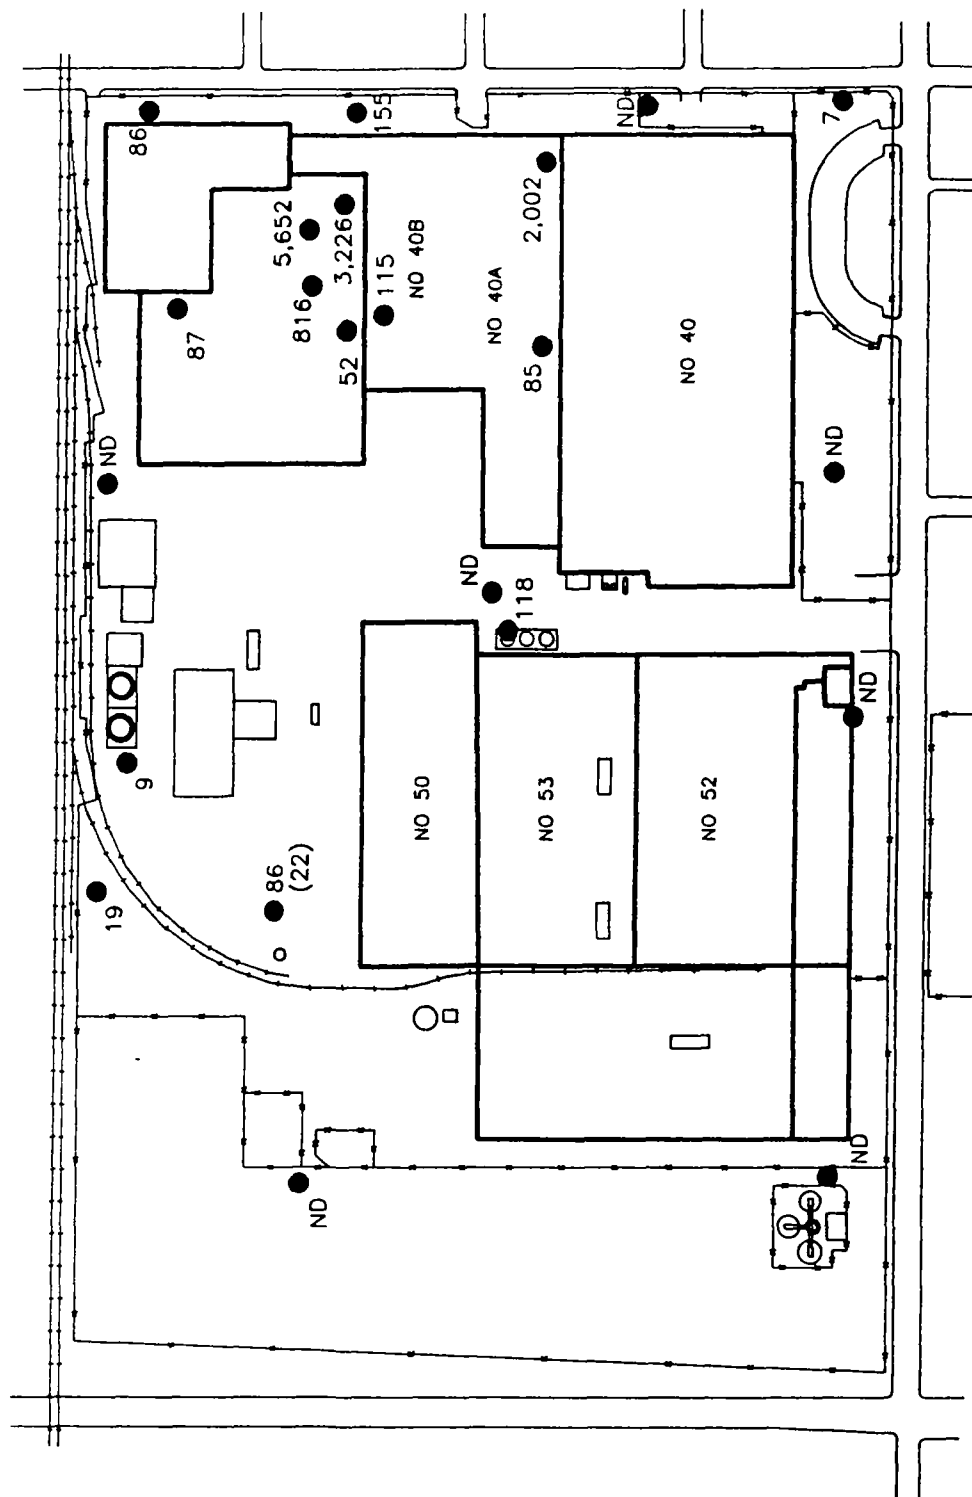 86
155
ND
7
5,652
3,226
2,002
115
NO 40B
816
NO 40A
87
52
85
NO 40
ND
ND
ND
118
ND
9
NO 50
NO 53
NO 52
86
(22)
19
ND
ND